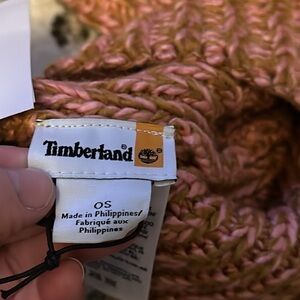 Timberland®
OS
Made in Philippines/
Fabriqué aux
Philippines